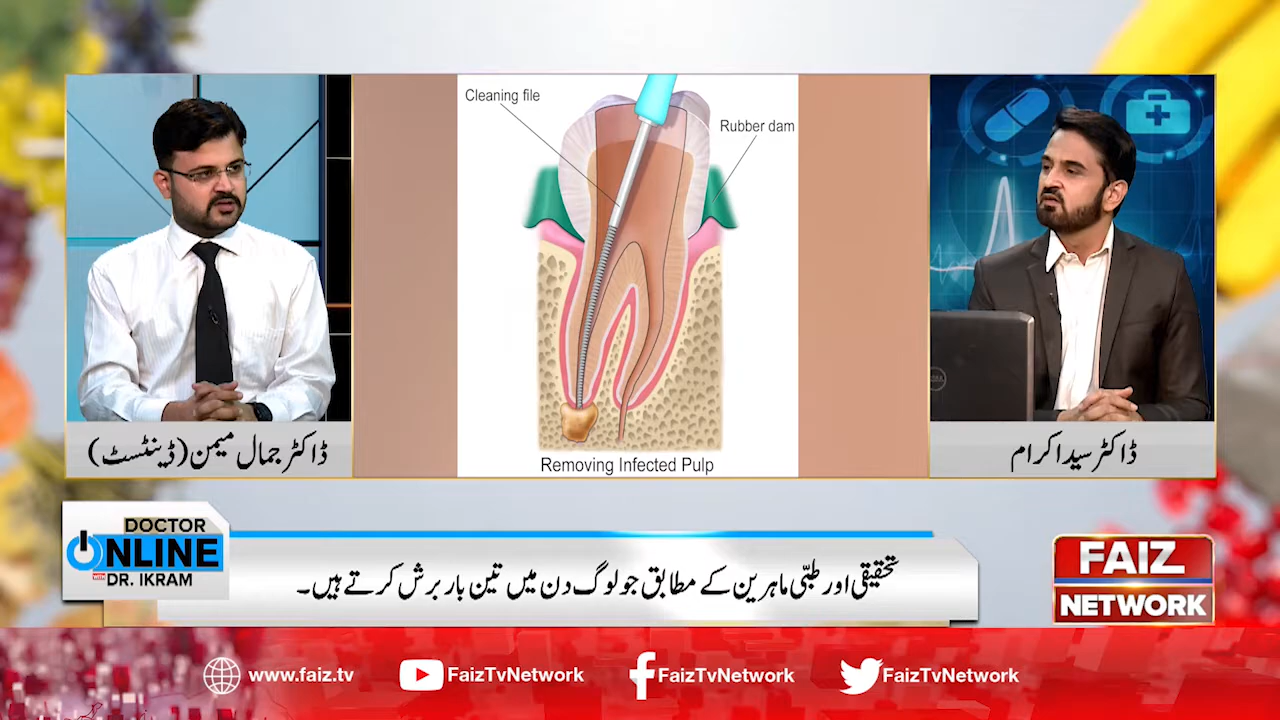 Cleaning file
Rubber dam
Removing Infected Pulp
ڈاکٹر جمال میمن (ڈینٹسٹ)
ڈاکٹر سید اکرام
DOCTOR
ONLINE
WITH
DR. IKRAM
تحقیقی اور طبّی ماہرین کے مطابق جو لوگ دن میں تین بار برش کرتے ہیں۔
FAIZ
NETWORK
www.faiz.tv
FaizTvNetwork
FaizTvNetwork
FaizTvNetwork